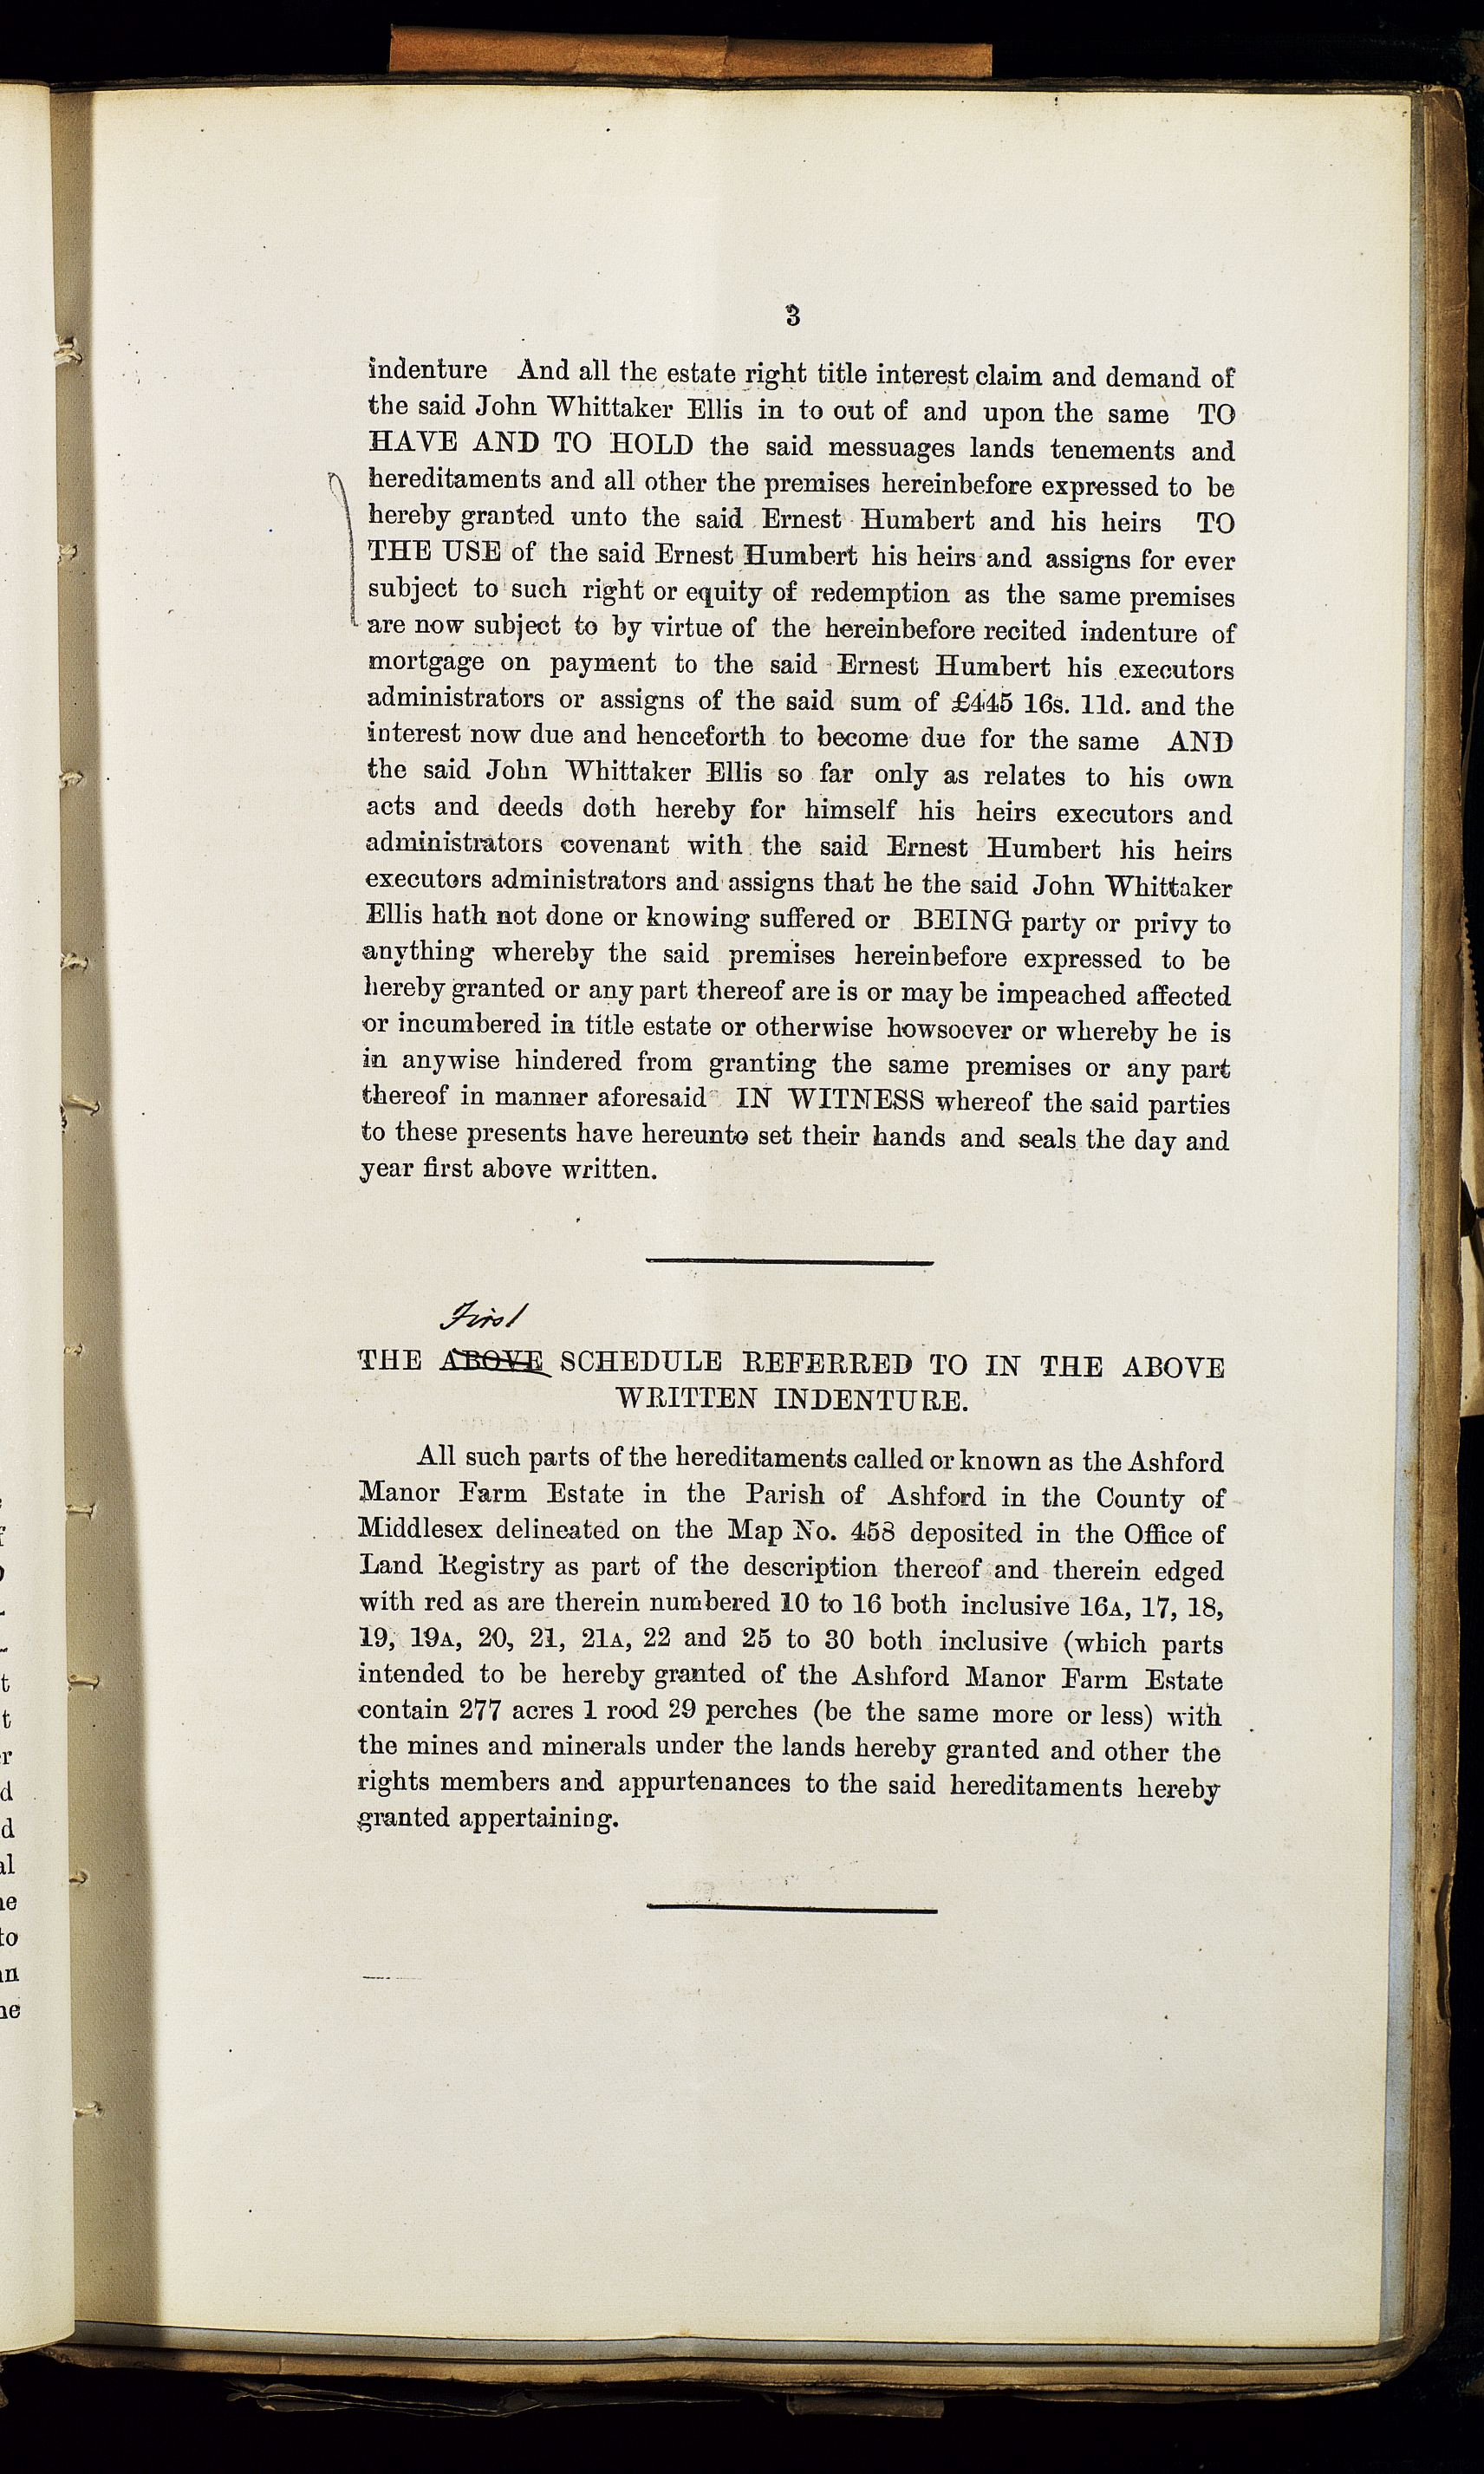 3
indenture And all the estate right title interest claim and demand of
the said John Whittaker Ellis in to out of and upon the same TO
HAVE AND TO HOLD the said messuages lands tenements and
hereditaments and all other the premises hereinbefore expressed to be
hereby granted unto the said Ernest Humbert and his heirs TO
THE USE of the said Ernest Humbert his heirs and assigns for ever
subject to such right or equity of redemption as the same premises
are now subject to by virtue of the hereinbefore recited indenture of
mortgage on payment to the said Ernest Humbert his executors
administrators or assigns of the said sum of £445 16s. 11d. and the
interest now due and henceforth to become due for the same AND
the said John Whittaker Ellis so far only as relates to his own
acts and deeds doth hereby for himself his heirs executors and
administrators covenant with the said Ernest Humbert his heirs
executors administrators and assigns that he the said John Whittaker
Ellis hath not done or knowing suffered or BEING party or privy to
anything whereby the said premises hereinbefore expressed to be
hereby granted or any part thereof are is or may be impeached affected
or incumbered in title estate or otherwise howsoever or whereby he is
in anywise hindered from granting the same premises or any part
thereof in manner aforesaid IN WITNESS whereof the said parties
to these presents have hereunto set their hands and seals the day and
year first above written.
First
THE ABOVE SCHEDULE REFERRED TO IN THE ABOVE
WRITTEN INDENTURE.
All such parts of the hereditaments called or known as the Ashford
Manor Farm Estate in the Parish of Ashford in the County of
Middlesex delineated on the Map No. 458 deposited in the Office of
Land Registry as part of the description thereof and therein edged
with red as are therein numbered 10 to 16 both inclusive 16A, 17, 18,
19, 19A, 20, 21, 21A, 22 and 25 to 30 both inclusive (which parts
intended to be hereby granted of the Ashford Manor Farm Estate
contain 277 acres 1 rood 29 perches (be the same more or less) with
the mines and minerals under the lands hereby granted and other the
rights members and appurtenances to the said hereditaments hereby
granted appertaining.